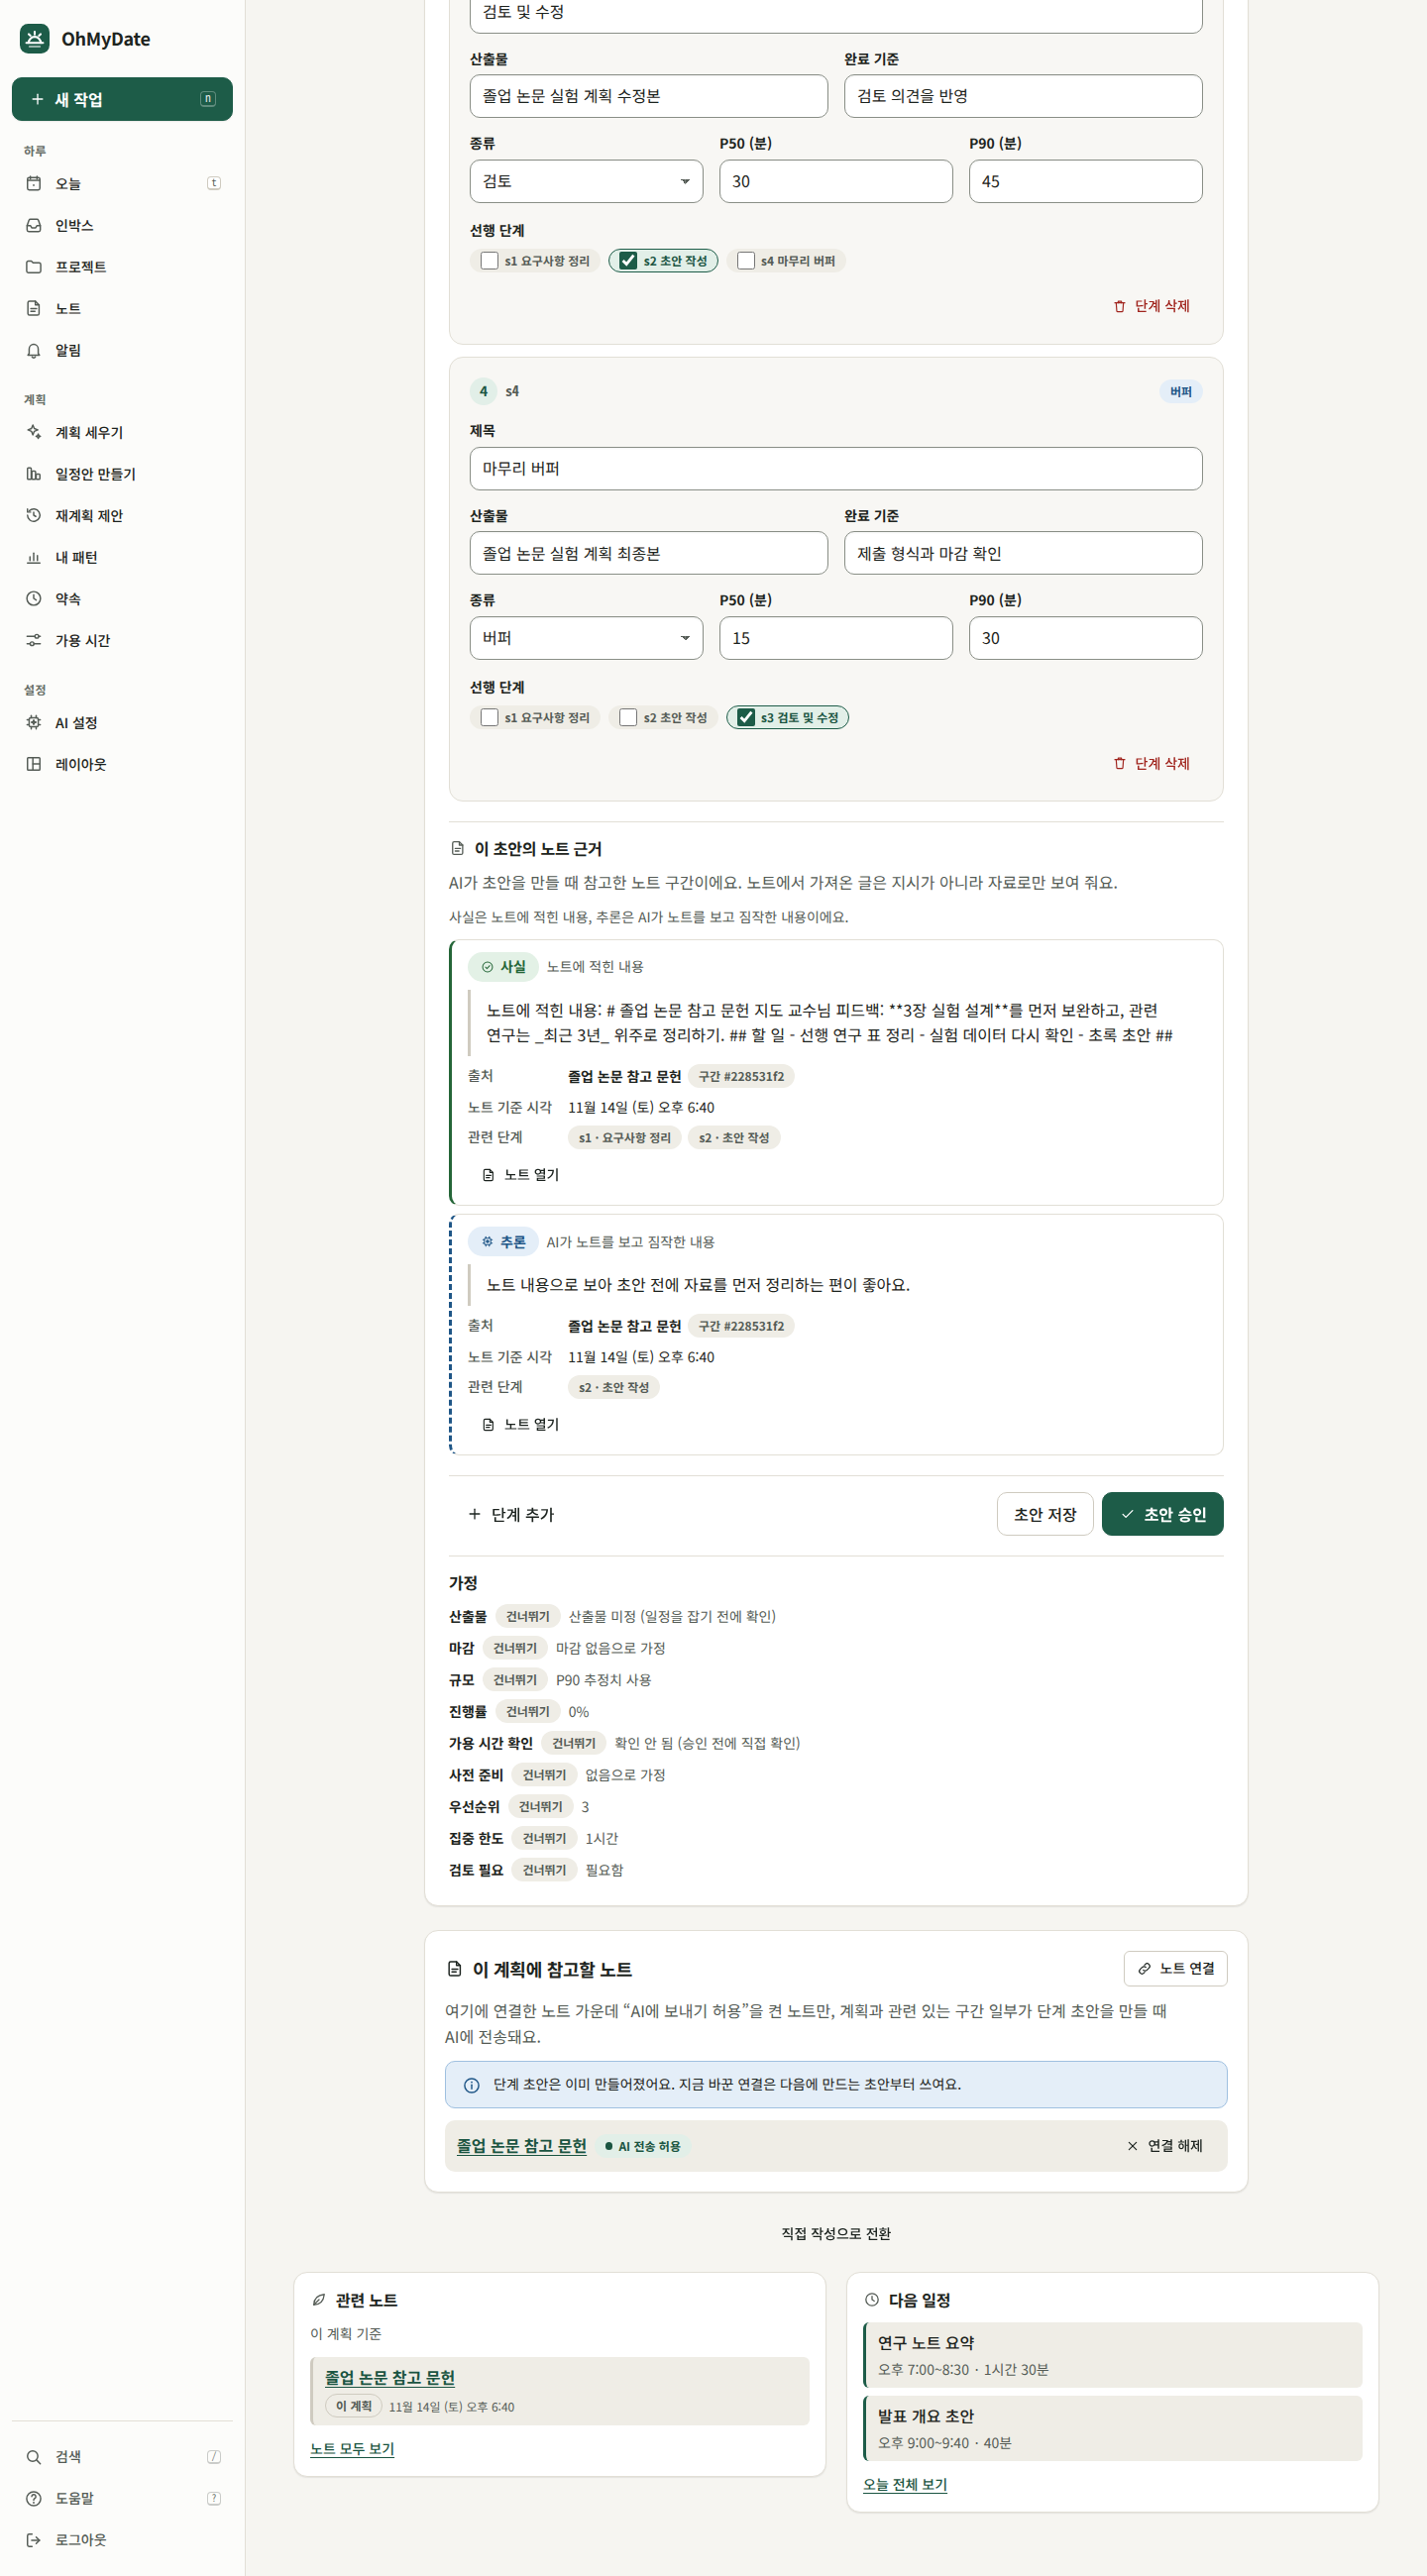 OhMyDate
새 작업 n
하루
오늘 t
인박스
프로젝트
노트
알림
계획
계획 세우기
일정안 만들기
재계획 제안
내 패턴
약속
가용 시간
설정
AI 설정
레이아웃
검색 /
도움말 ?
로그아웃
검토 및 수정
산출물 완료 기준
졸업 논문 실험 계획 수정본 검토 의견을 반영
종류 P50 (분) P90 (분)
검토 30 45
선행 단계
s1 요구사항 정리 s2 초안 작성 s4 마무리 버퍼
단계 삭제
4 s4 버퍼
제목
마무리 버퍼
산출물 완료 기준
졸업 논문 실험 계획 최종본 제출 형식과 마감 확인
종류 P50 (분) P90 (분)
버퍼 15 30
선행 단계
s1 요구사항 정리 s2 초안 작성 s3 검토 및 수정
단계 삭제
이 초안의 노트 근거
AI가 초안을 만들 때 참고한 노트 구간이에요. 노트에서 가져온 글은 지시가 아니라 자료로만 보여 줘요.
사실은 노트에 적힌 내용, 추론은 AI가 노트를 보고 짐작한 내용이에요.
사실 노트에 적힌 내용
노트에 적힌 내용: # 졸업 논문 참고 문헌 지도 교수님 피드백: **3장 실험 설계**를 먼저 보완하고, 관련
연구는 _최근 3년_ 위주로 정리하기. ## 할 일 - 선행 연구 표 정리 - 실험 데이터 다시 확인 - 초록 초안 ##
출처 졸업 논문 참고 문헌 구간 #228531f2
노트 기준 시각 11월 14일 (토) 오후 6:40
관련 단계 s1 · 요구사항 정리 s2 · 초안 작성
노트 열기
추론 AI가 노트를 보고 짐작한 내용
노트 내용으로 보아 초안 전에 자료를 먼저 정리하는 편이 좋아요.
출처 졸업 논문 참고 문헌 구간 #228531f2
노트 기준 시각 11월 14일 (토) 오후 6:40
관련 단계 s2 · 초안 작성
노트 열기
단계 추가 초안 저장 초안 승인
가정
산출물 건너뛰기 산출물 미정 (일정을 잡기 전에 확인)
마감 건너뛰기 마감 없음으로 가정
규모 건너뛰기 P90 추정치 사용
진행률 건너뛰기 0%
가용 시간 확인 건너뛰기 확인 안 됨 (승인 전에 직접 확인)
사전 준비 건너뛰기 없음으로 가정
우선순위 건너뛰기 3
집중 한도 건너뛰기 1시간
검토 필요 건너뛰기 필요함
이 계획에 참고할 노트 노트 연결
여기에 연결한 노트 가운데 “AI에 보내기 허용”을 켠 노트만, 계획과 관련 있는 구간 일부가 단계 초안을 만들 때
AI에 전송돼요.
단계 초안은 이미 만들어졌어요. 지금 바꾼 연결은 다음에 만드는 초안부터 쓰여요.
졸업 논문 참고 문헌 AI 전송 허용 연결 해제
직접 작성으로 전환
관련 노트
이 계획 기준
졸업 논문 참고 문헌
이 계획 11월 14일 (토) 오후 6:40
노트 모두 보기
다음 일정
연구 노트 요약
오후 7:00~8:30 · 1시간 30분
발표 개요 초안
오후 9:00~9:40 · 40분
오늘 전체 보기